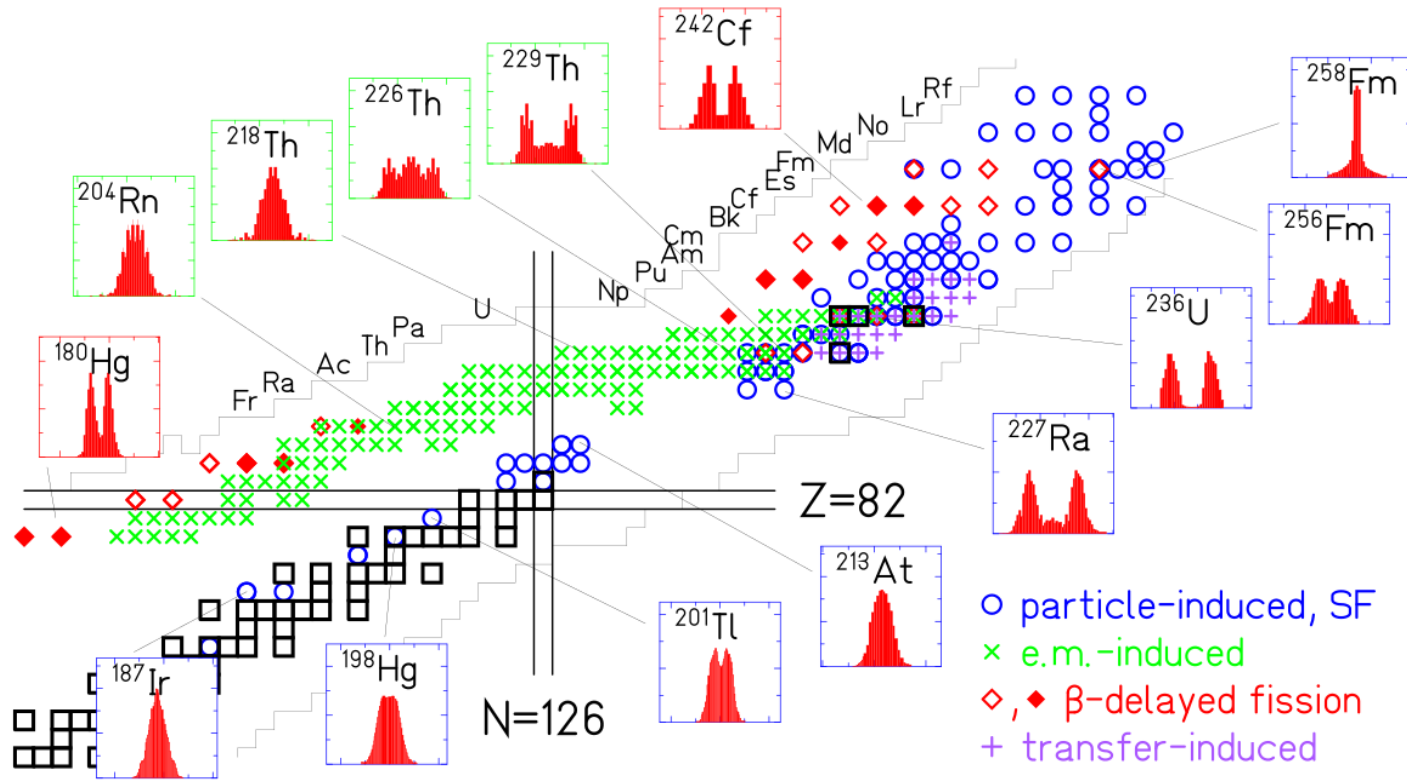 ²⁴²Cf
²²⁹Th
²²⁶Th
²¹⁸Th
²⁰⁴Rn
¹⁸⁰Hg
²⁵⁸Fm
²⁵⁶Fm
²³⁶U
²²⁷Ra
²¹³At
²⁰¹Tl
¹⁹⁸Hg
¹⁸⁷Ir
Rf
Lr
No
Md
Fm
Es
Cf
Bk
Cm
Am
Pu
Np
U
Pa
Th
Ac
Ra
Fr
Z=82
N=126
particle-induced, SF
e.m.-induced
, β-delayed fission
transfer-induced